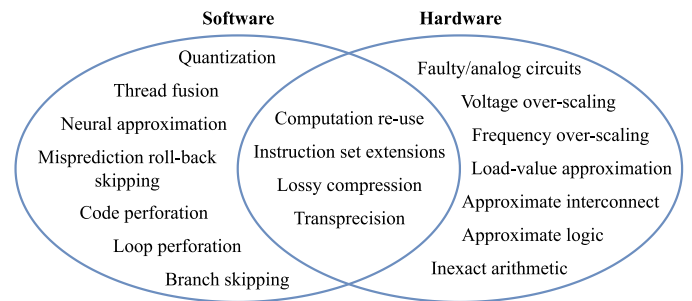 Software
Hardware
Quantization
Thread fusion
Neural approximation
Misprediction roll-back
skipping
Code perforation
Loop perforation
Branch skipping
Computation re-use
Instruction set extensions
Lossy compression
Transprecision
Faulty/analog circuits
Voltage over-scaling
Frequency over-scaling
Load-value approximation
Approximate interconnect
Approximate logic
Inexact arithmetic